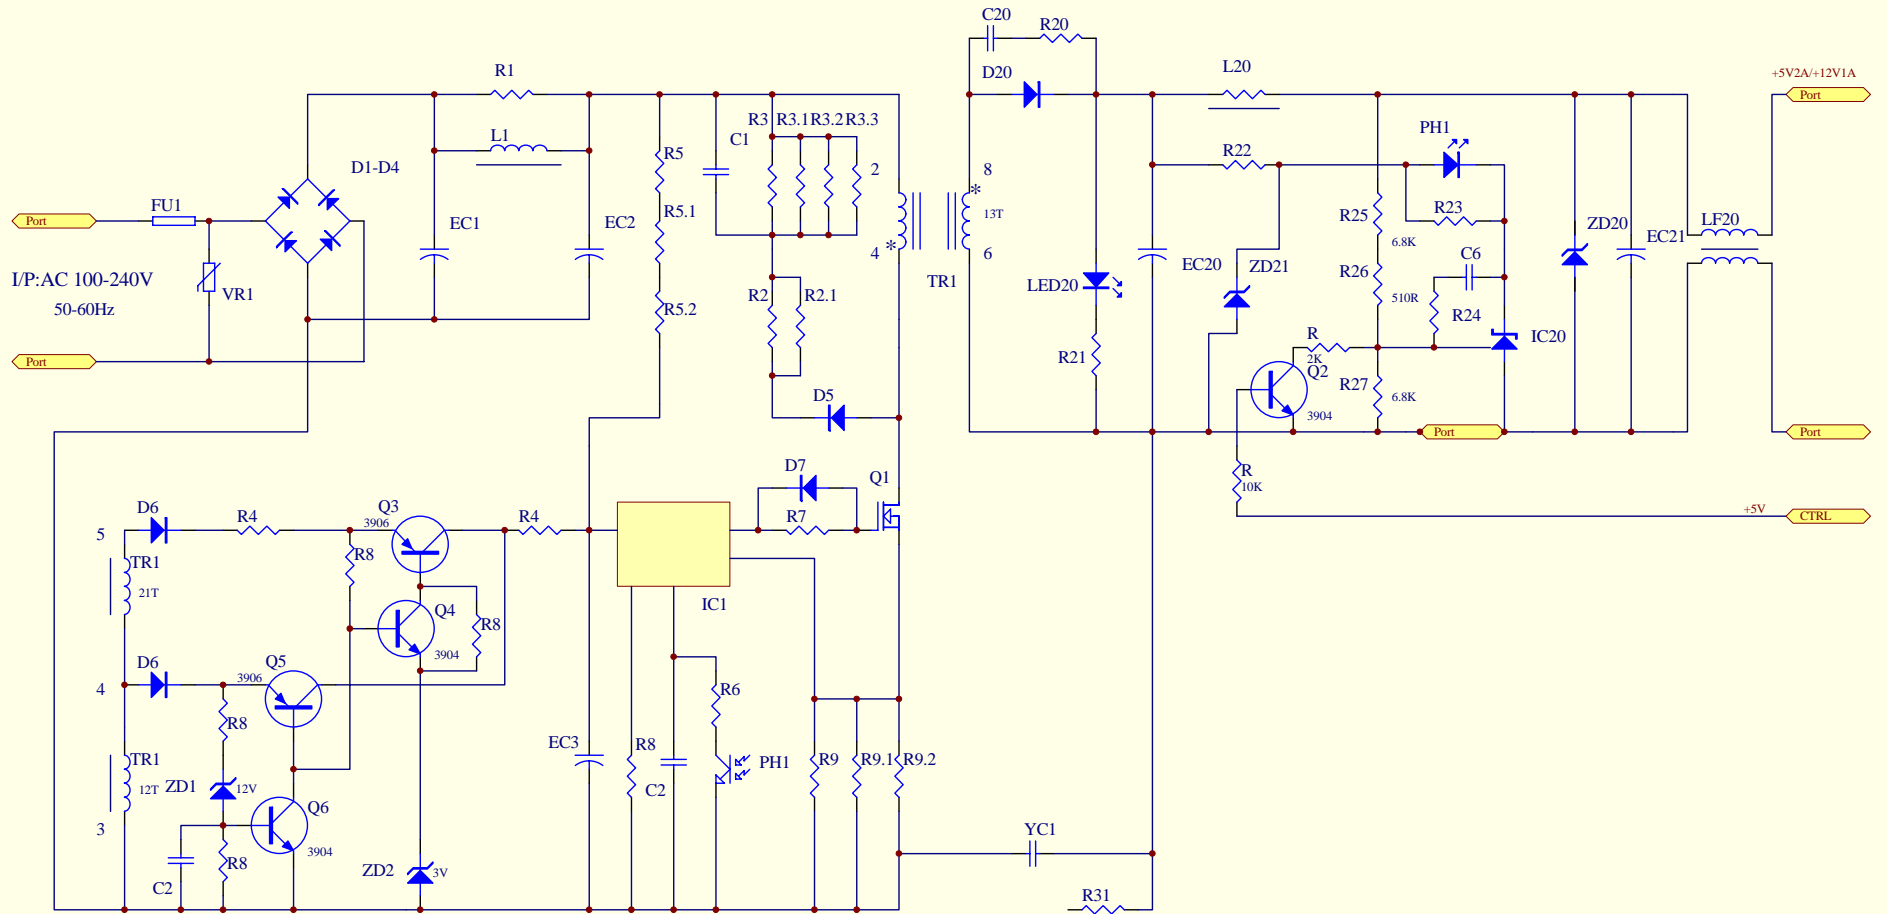 C20
R20
R1
D20
L20
+5V2A/+12V1A
Port
R3
R3.1
R3.2
R3.3
C1
PH1
L1
D1-D4
R5
2
8
R22
FU1
Port
EC1
EC2
R5.1
*
*
13T
R25
6.8K
R23
ZD20
LF20
EC21
4
6
C6
I/P:AC 100-240V
50-60Hz
VR1
TR1
LED20
EC20
ZD21
R26
510R
R2
R2.1
R5.2
R24
R
2K
IC20
Port
R21
Q2
R27
6.8K
3904
D5
Port
Port
D7
Q1
R
10K
D6
R4
Q3
3906
R4
+5V
CTRL
5
R7
TR1
21T
R8
IC1
Q4
3904
R8
D6
Q5
3906
4
R6
R8
EC3
R8
C2
PH1
R9
R9.1
R9.2
TR1
12T
ZD1
12V
Q6
3904
3
YC1
R8
C2
ZD2
3V
R31